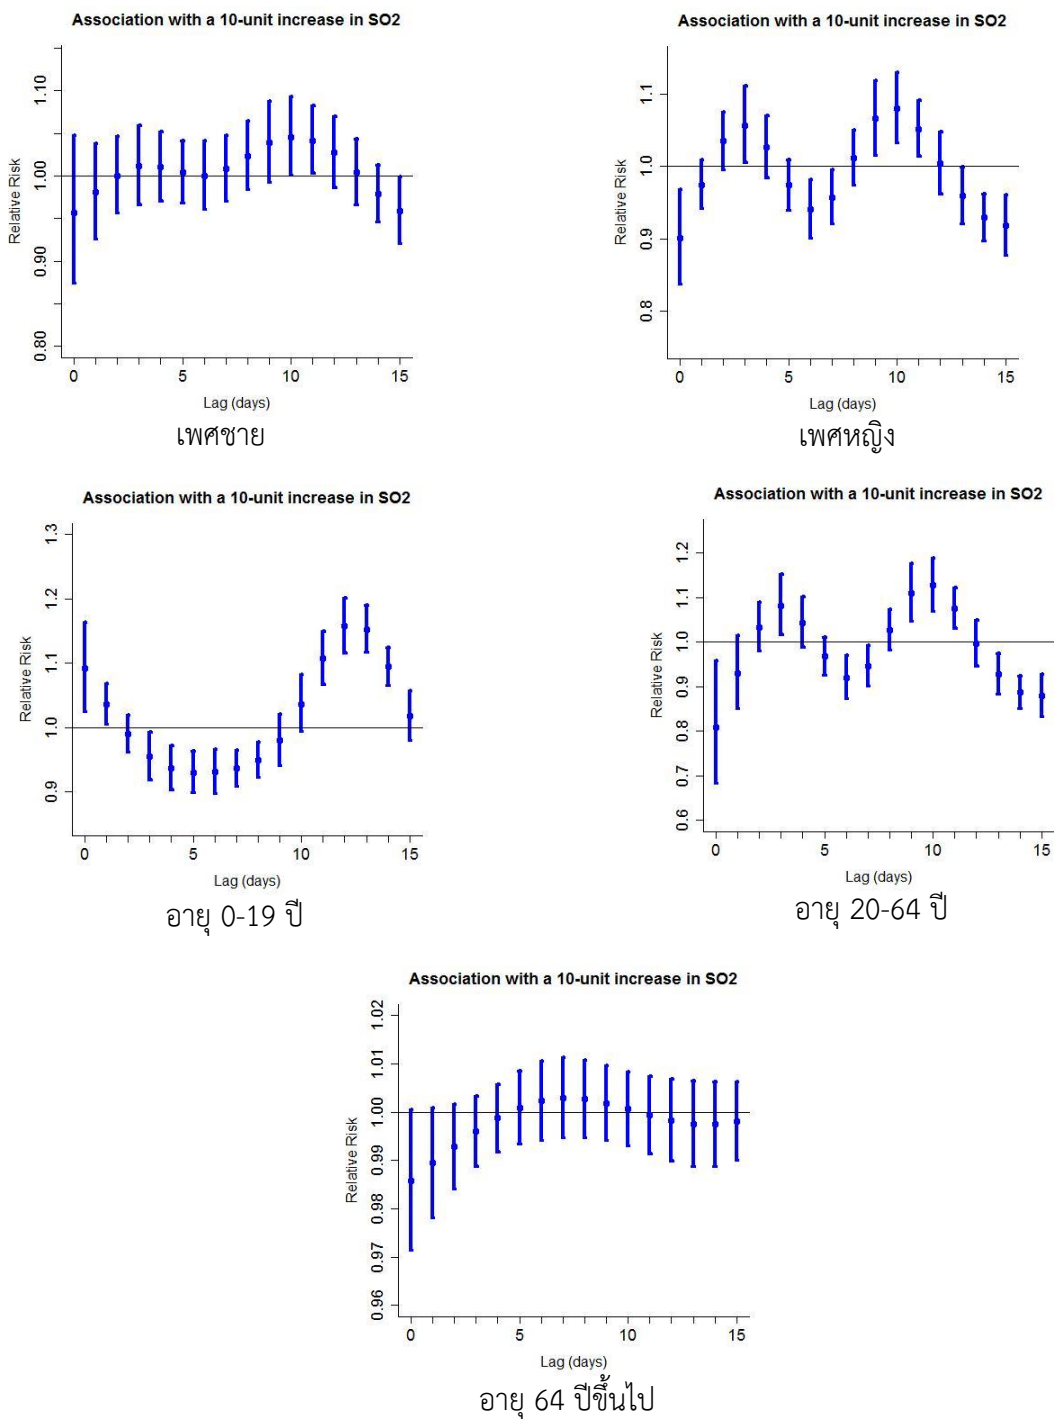 Association with a 10-unit increase in SO2
Relative Risk
1.10
1.00
0.90
0.80
0 5 10 15
Lag (days)
เพศชาย
Association with a 10-unit increase in SO2
Relative Risk
1.1
1.0
0.9
0.8
0 5 10 15
Lag (days)
เพศหญิง
Association with a 10-unit increase in SO2
Relative Risk
1.3
1.2
1.1
1.0
0.9
0 5 10 15
Lag (days)
อายุ 0-19 ปี
Association with a 10-unit increase in SO2
Relative Risk
1.2
1.1
1.0
0.9
0.8
0.7
0.6
0 5 10 15
Lag (days)
อายุ 20-64 ปี
Association with a 10-unit increase in SO2
Relative Risk
1.02
1.01
1.00
0.99
0.98
0.97
0.96
0 5 10 15
Lag (days)
อายุ 64 ปีขึ้นไป